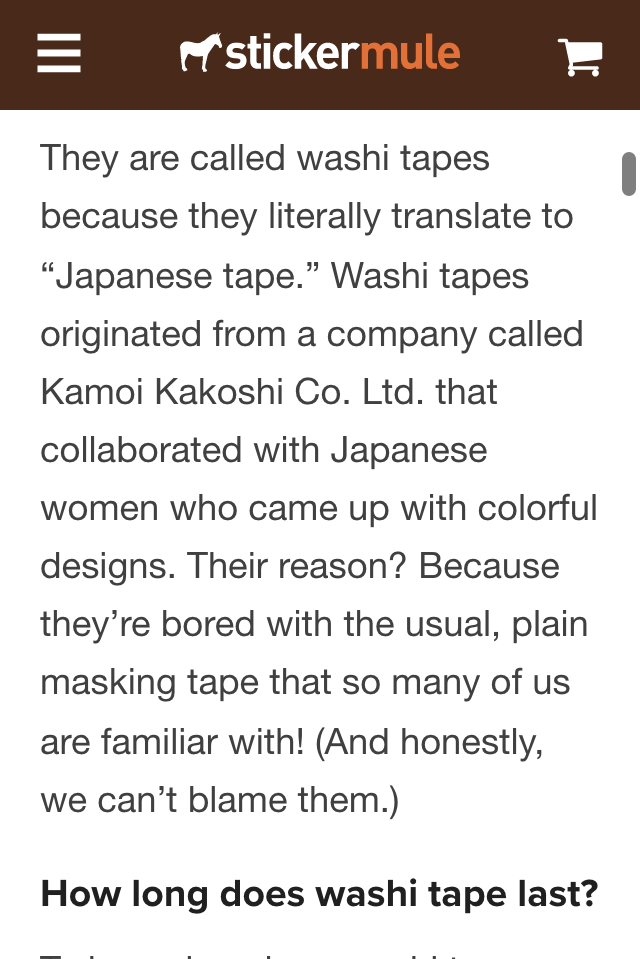 stickermule
They are called washi tapes
because they literally translate to
“Japanese tape.” Washi tapes
originated from a company called
Kamoi Kakoshi Co. Ltd. that
collaborated with Japanese
women who came up with colorful
designs. Their reason? Because
they’re bored with the usual, plain
masking tape that so many of us
are familiar with! (And honestly,
we can’t blame them.)
How long does washi tape last?